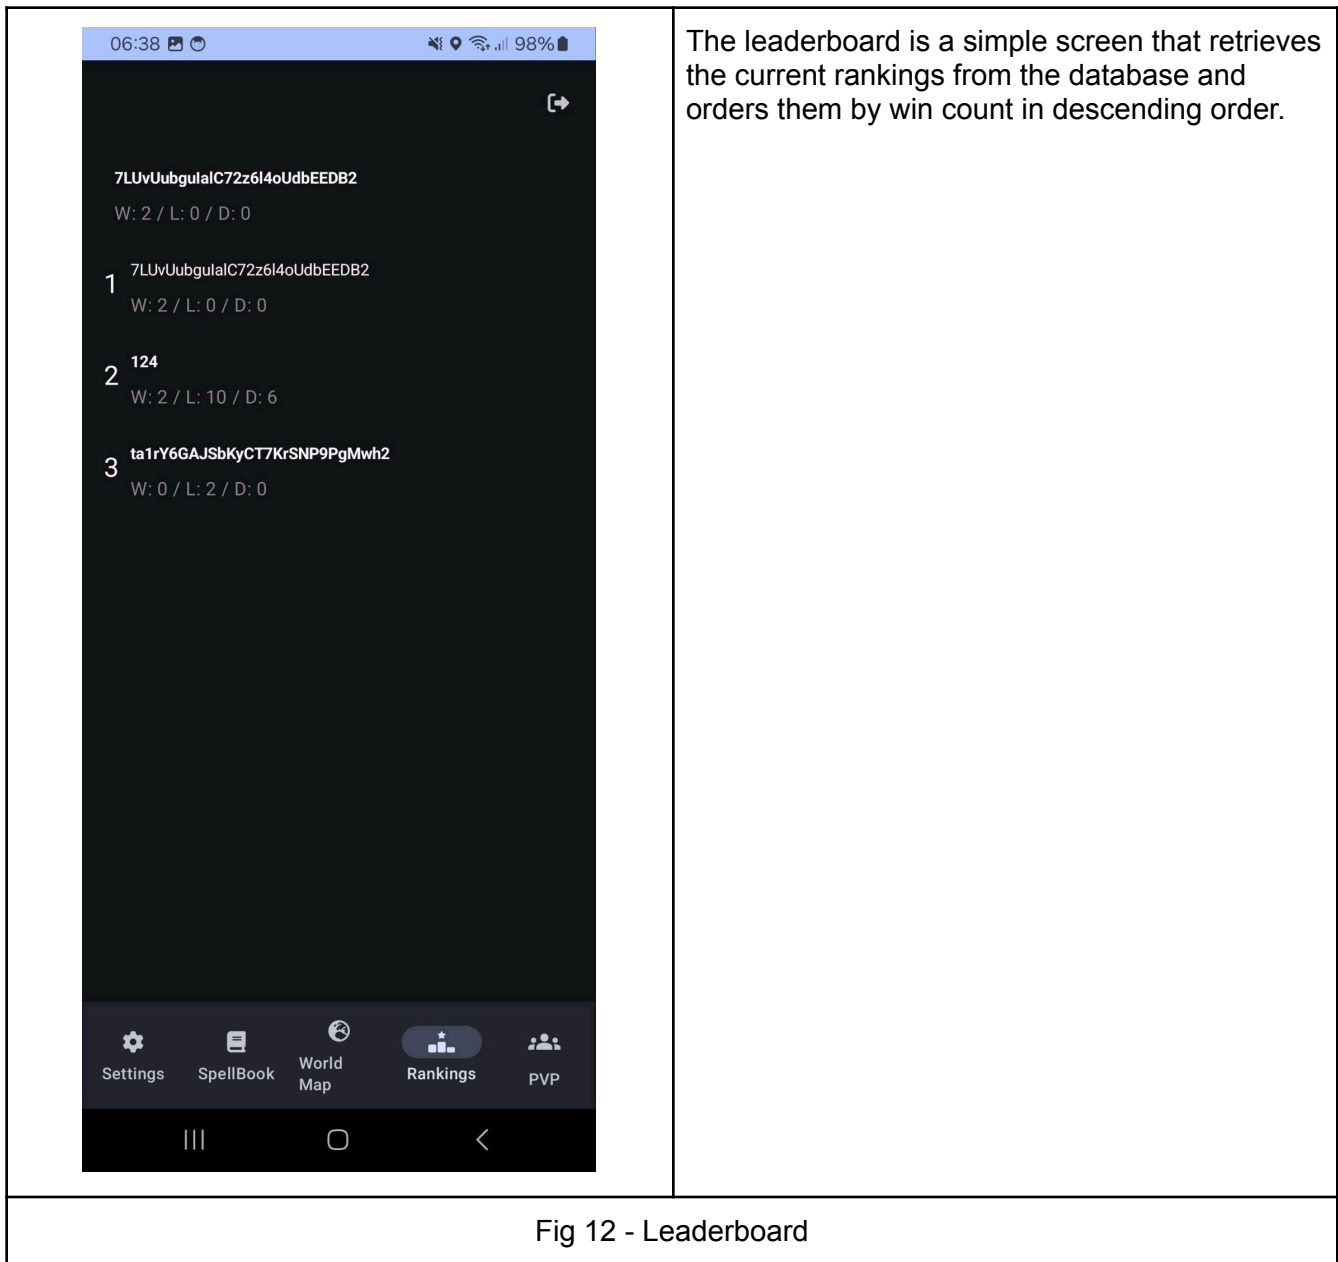 06:38
98%
7LUvUubguIalC72z6l4oUdbEEDB2
W: 2 / L: 0 / D: 0
1
7LUvUubguIalC72z6l4oUdbEEDB2
W: 2 / L: 0 / D: 0
2
124
W: 2 / L: 10 / D: 6
3
ta1rY6GAJSbKyCT7KrSNP9PgMwh2
W: 0 / L: 2 / D: 0
Settings
SpellBook
World
Map
Rankings
PVP
The leaderboard is a simple screen that retrieves
the current rankings from the database and
orders them by win count in descending order.
Fig 12 - Leaderboard